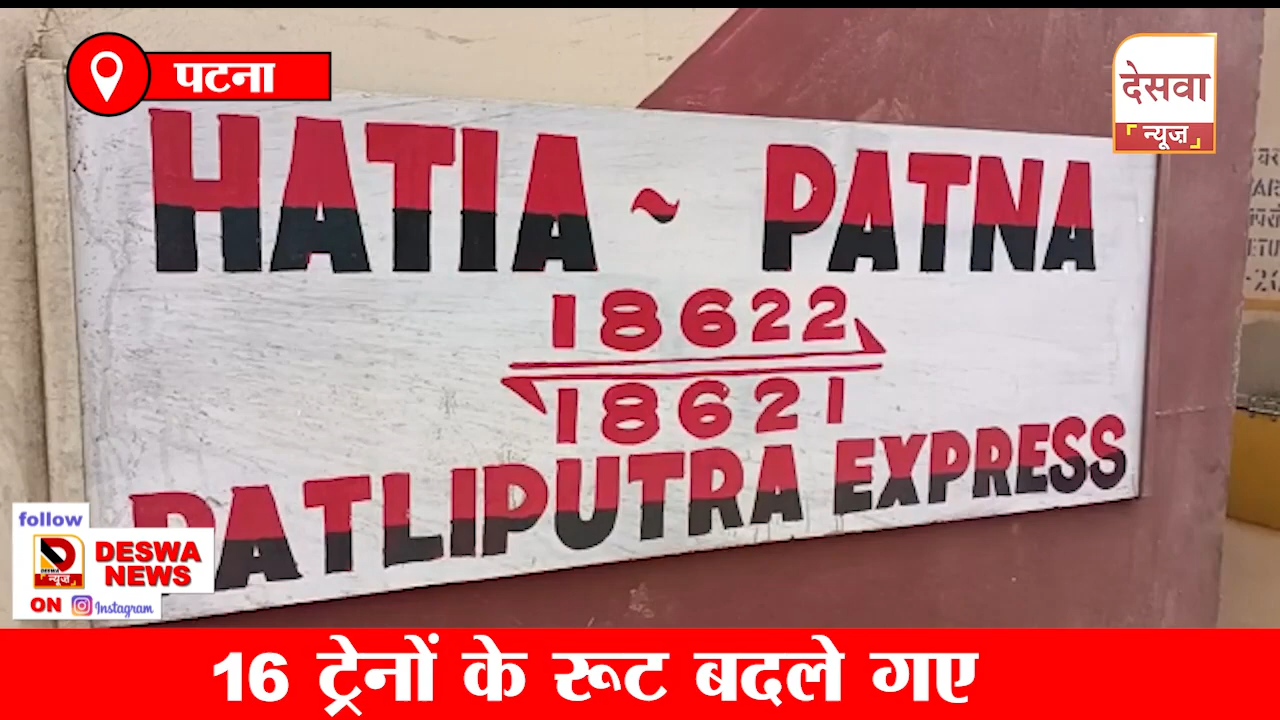 पटना
देसवा
न्यूज़
HATIA ~ PATNA
18622
18621
PATLIPUTRA EXPRESS
follow
DESWA
NEWS
ON Instagram
16 ट्रेनों के रूट बदले गए